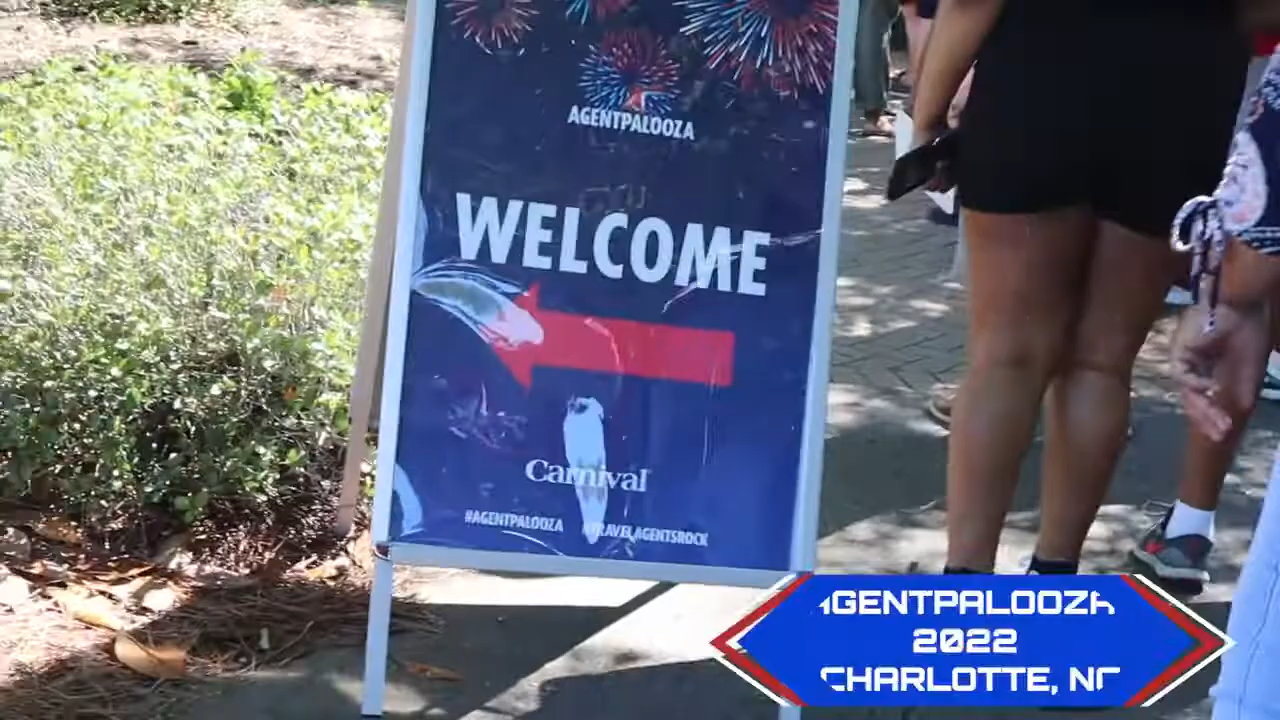 AGENTPALOOZA
WELCOME
Carnival
#AGENTPALOOZA #TRAVELAGENTSROCK
AGENTPALOOZA
2022
CHARLOTTE, NC